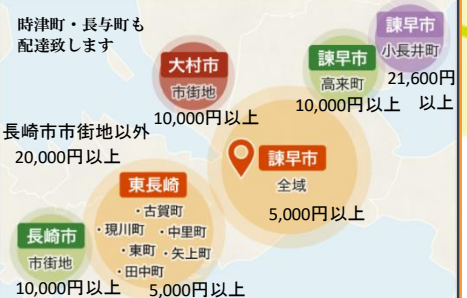 時津町・長与町も
配達致します
諫早市
小長井町
21,600円
以上
諫早市
高来町
10,000円以上
大村市
市街地
10,000円以上
長崎市市街地以外
20,000円以上
諫早市
全域
5,000円以上
東長崎
・古賀町
・現川町 ・中里町
・東町 ・矢上町
・田中町
5,000円以上
長崎市
市街地
10,000円以上